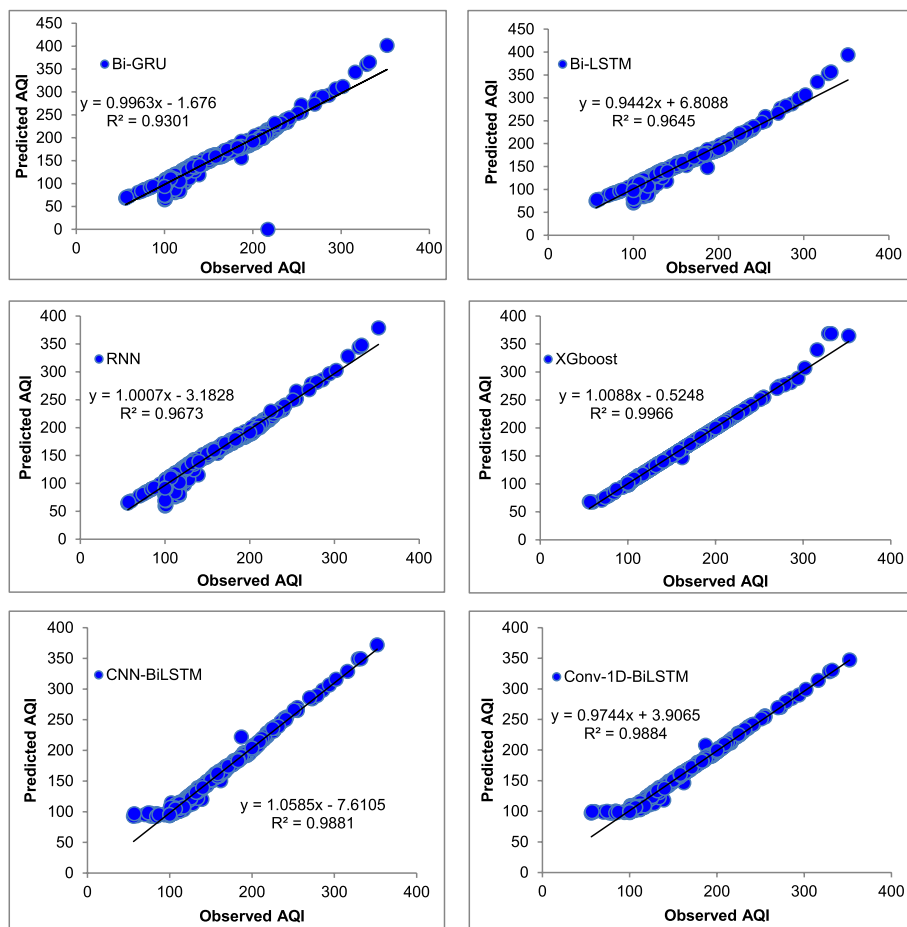 450
400
350
300
250
200
150
100
50
0
Predicted AQI
Bi-GRU
y = 0.9963x - 1.676
R² = 0.9301
0 100 200 300 400
Observed AQI
450
400
350
300
250
200
150
100
50
0
Predicted AQI
Bi-LSTM
y = 0.9442x + 6.8088
R² = 0.9645
0 100 200 300 400
Observed AQI
400
350
300
250
200
150
100
50
0
Predicted AQI
RNN
y = 1.0007x - 3.1828
R² = 0.9673
0 100 200 300 400
Observed AQI
400
350
300
250
200
150
100
50
0
Predicted AQI
XGboost
y = 1.0088x - 0.5248
R² = 0.9966
0 100 200 300 400
Observed AQI
400
350
300
250
200
150
100
50
0
Predicted AQI
CNN-BiLSTM
y = 1.0585x - 7.6105
R² = 0.9881
0 100 200 300 400
Observed AQI
400
350
300
250
200
150
100
50
0
Predicted AQI
Conv-1D-BiLSTM
y = 0.9744x + 3.9065
R² = 0.9884
0 100 200 300 400
Observed AQI